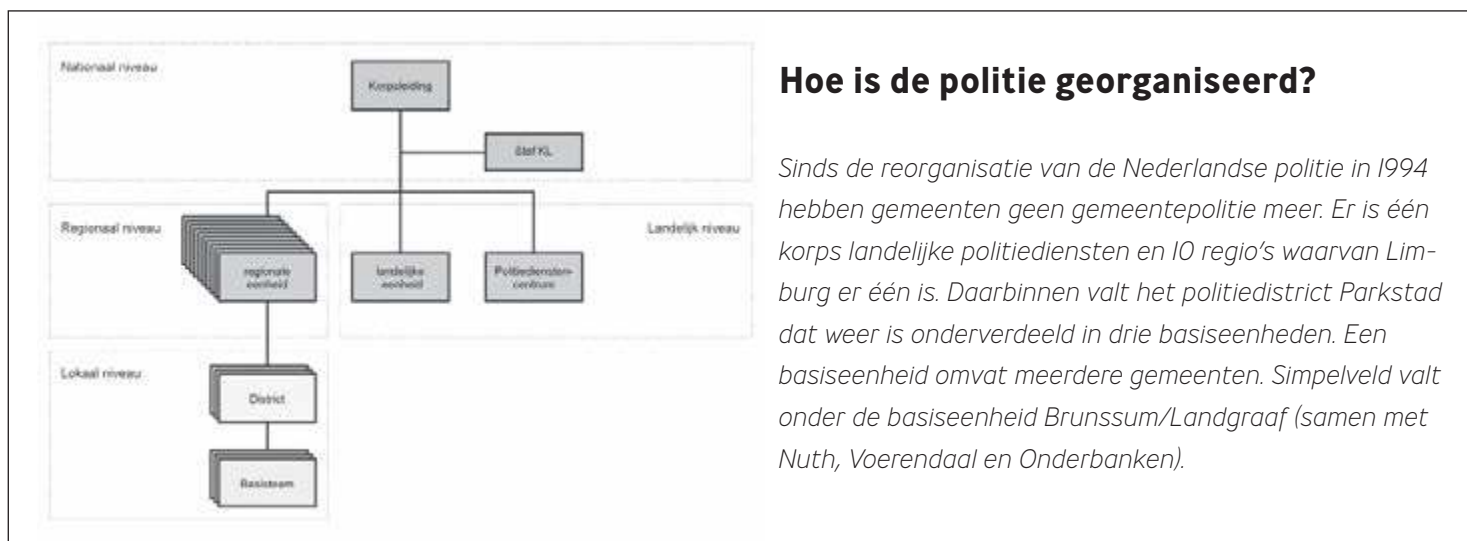 Nationaal niveau
Korpsleiding
Staf KL
Regionaal niveau
Landelijk niveau
regionale
eenheid
landelijke
eenheid
Politiediensten-
centrum
Lokaal niveau
District
Basisteam
Hoe is de politie georganiseerd?
Sinds de reorganisatie van de Nederlandse politie in 1994
hebben gemeenten geen gemeentepolitie meer. Er is één
korps landelijke politiediensten en 10 regio's waarvan Lim-
burg er één is. Daarbinnen valt het politiedistrict Parkstad
dat weer is onderverdeeld in drie basiseenheden. Een
basiseenheid omvat meerdere gemeenten. Simpelveld valt
onder de basiseenheid Brunssum/Landgraaf (samen met
Nuth, Voerendaal en Onderbanken).